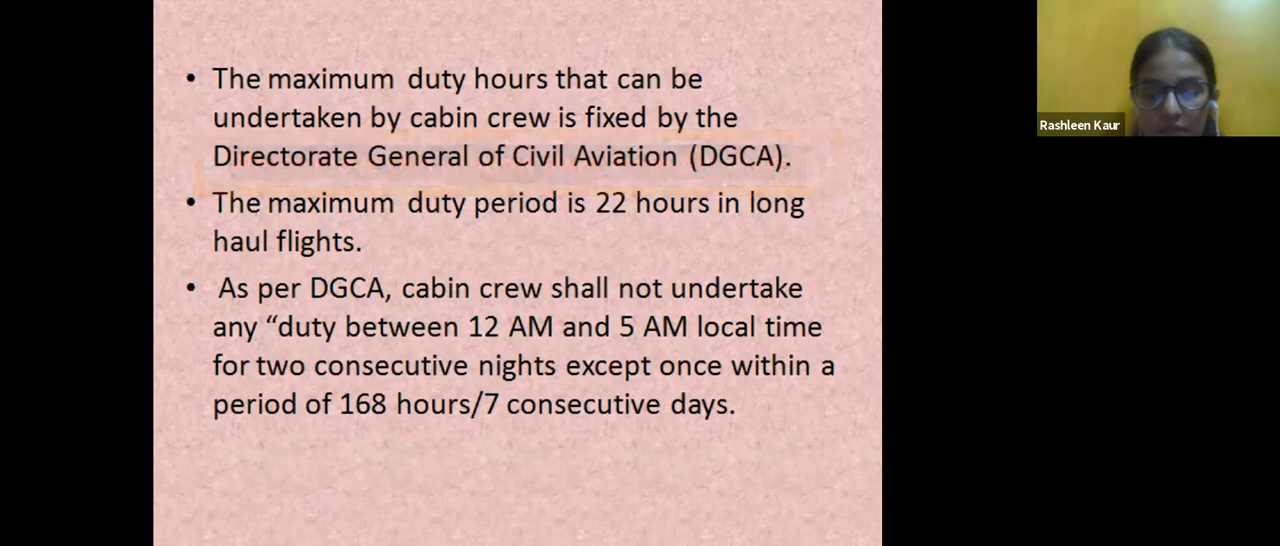 • The maximum duty hours that can be
undertaken by cabin crew is fixed by the
Directorate General of Civil Aviation (DGCA).
• The maximum duty period is 22 hours in long
haul flights.
• As per DGCA, cabin crew shall not undertake
any “duty between 12 AM and 5 AM local time
for two consecutive nights except once within a
period of 168 hours/7 consecutive days.
Rashleen Kaur